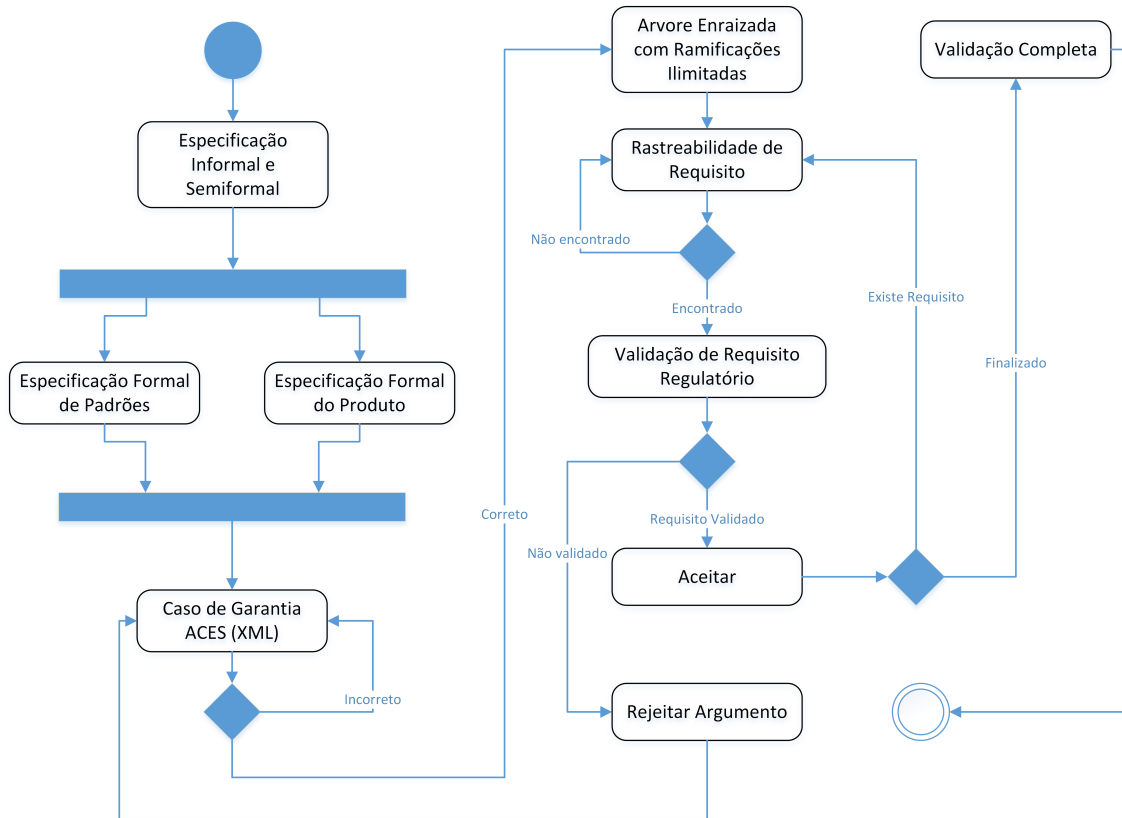 Especificação
Informal e
Semiformal
Especificação Formal
de Padrões
Especificação Formal
do Produto
Caso de Garantia
ACES (XML)
Incorreto
Correto
Arvore Enraizada
com Ramificações
Ilimitadas
Rastreabilidade de
Requisito
Não encontrado
Encontrado
Validação de Requisito
Regulatório
Requisito Validado
Não validado
Aceitar
Rejeitar Argumento
Existe Requisito
Finalizado
Validação Completa